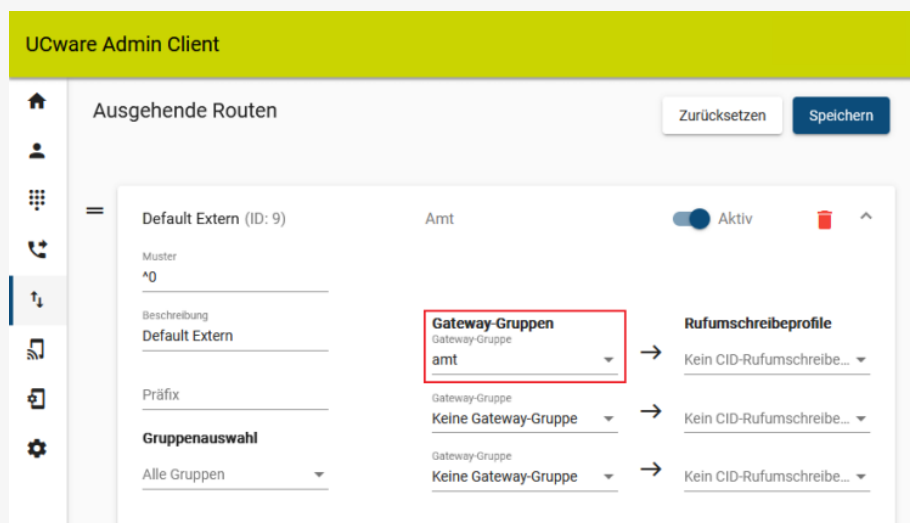 UCware Admin Client
Ausgehende Routen
Zurücksetzen
Speichern
Default Extern (ID: 9)
Amt
Aktiv
Muster
^0
Beschreibung
Default Extern
Gateway-Gruppen
Rufumschreibeprofile
Gateway-Gruppe
amt
Kein CID-Rufumschreibe...
Präfix
Gateway-Gruppe
Keine Gateway-Gruppe
Kein CID-Rufumschreibe...
Gruppenauswahl
Alle Gruppen
Gateway-Gruppe
Keine Gateway-Gruppe
Kein CID-Rufumschreibe...